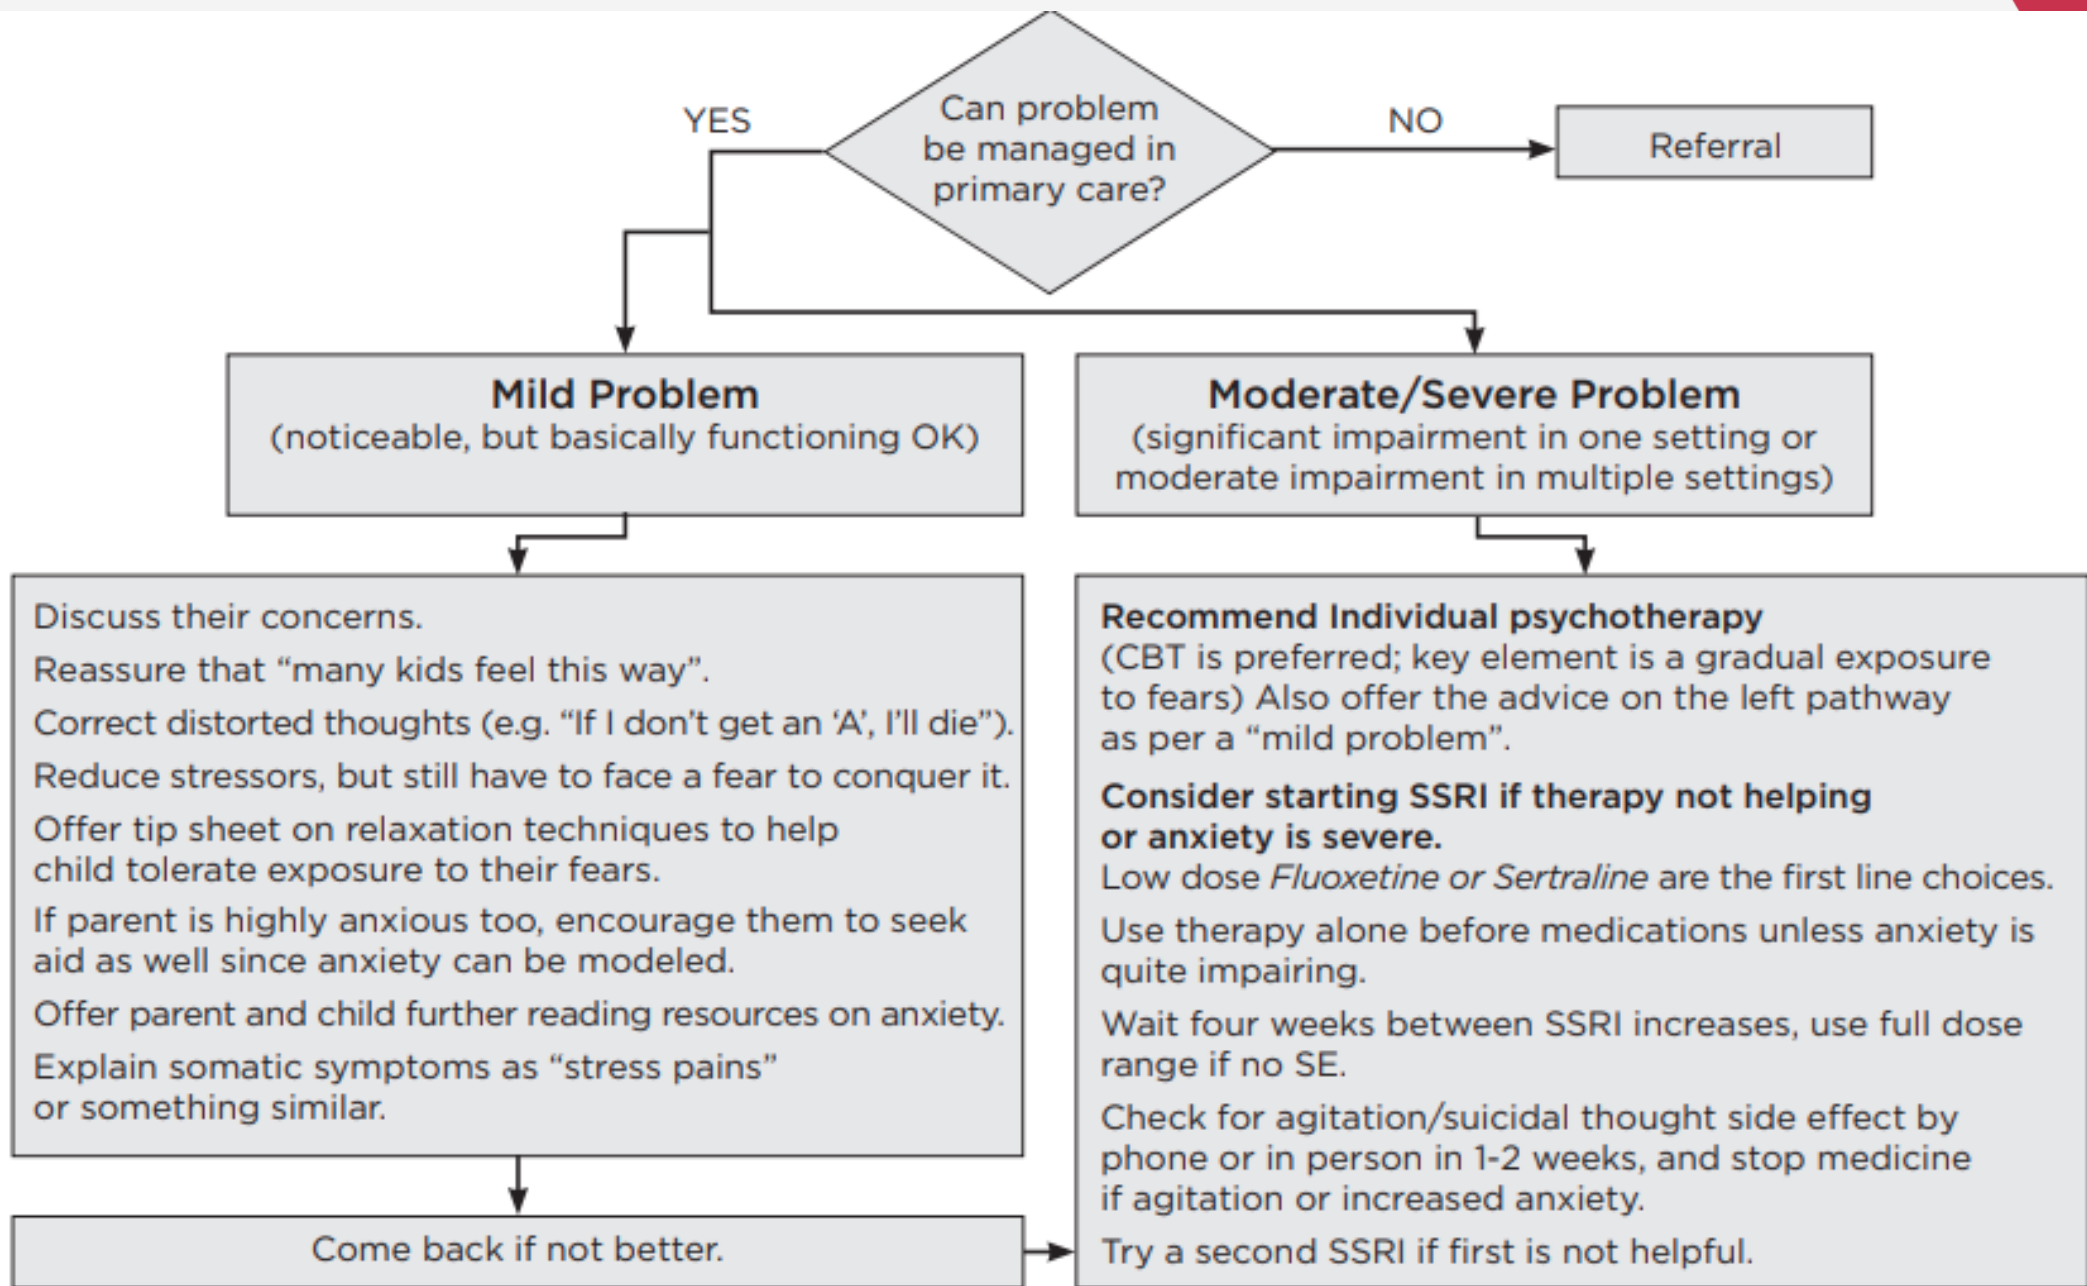 Can problem
be managed in
primary care?
YES
NO
Referral
Mild Problem
(noticeable, but basically functioning OK)
Moderate/Severe Problem
(significant impairment in one setting or
moderate impairment in multiple settings)
Discuss their concerns.
Reassure that “many kids feel this way”.
Correct distorted thoughts (e.g. “If I don’t get an ‘A’, I’ll die”).
Reduce stressors, but still have to face a fear to conquer it.
Offer tip sheet on relaxation techniques to help
child tolerate exposure to their fears.
If parent is highly anxious too, encourage them to seek
aid as well since anxiety can be modeled.
Offer parent and child further reading resources on anxiety.
Explain somatic symptoms as “stress pains”
or something similar.
Come back if not better.
Recommend Individual psychotherapy
(CBT is preferred; key element is a gradual exposure
to fears) Also offer the advice on the left pathway
as per a “mild problem”.
Consider starting SSRI if therapy not helping
or anxiety is severe.
Low dose Fluoxetine or Sertraline are the first line choices.
Use therapy alone before medications unless anxiety is
quite impairing.
Wait four weeks between SSRI increases, use full dose
range if no SE.
Check for agitation/suicidal thought side effect by
phone or in person in 1-2 weeks, and stop medicine
if agitation or increased anxiety.
Try a second SSRI if first is not helpful.